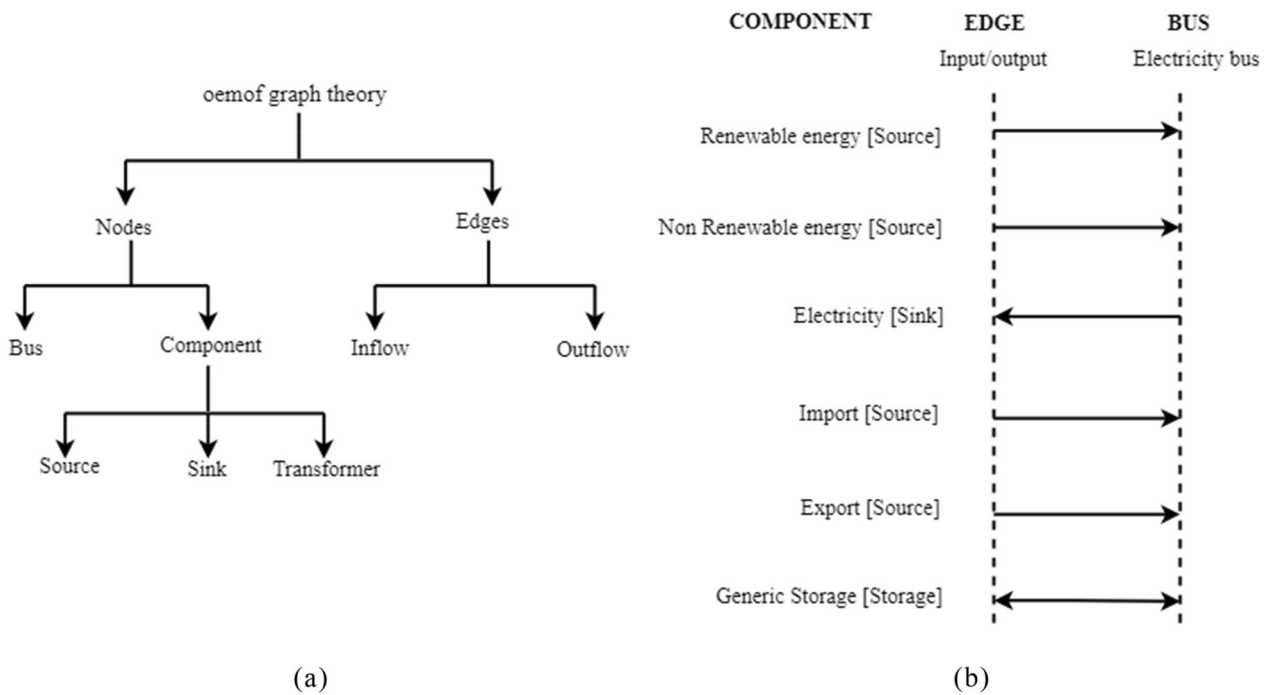 oemof graph theory
Nodes
Edges
Bus
Component
Inflow
Outflow
Source
Sink
Transformer
(a)
COMPONENT
EDGE
BUS
Input/output
Electricity bus
Renewable energy [Source]
Non Renewable energy [Source]
Electricity [Sink]
Import [Source]
Export [Source]
Generic Storage [Storage]
(b)